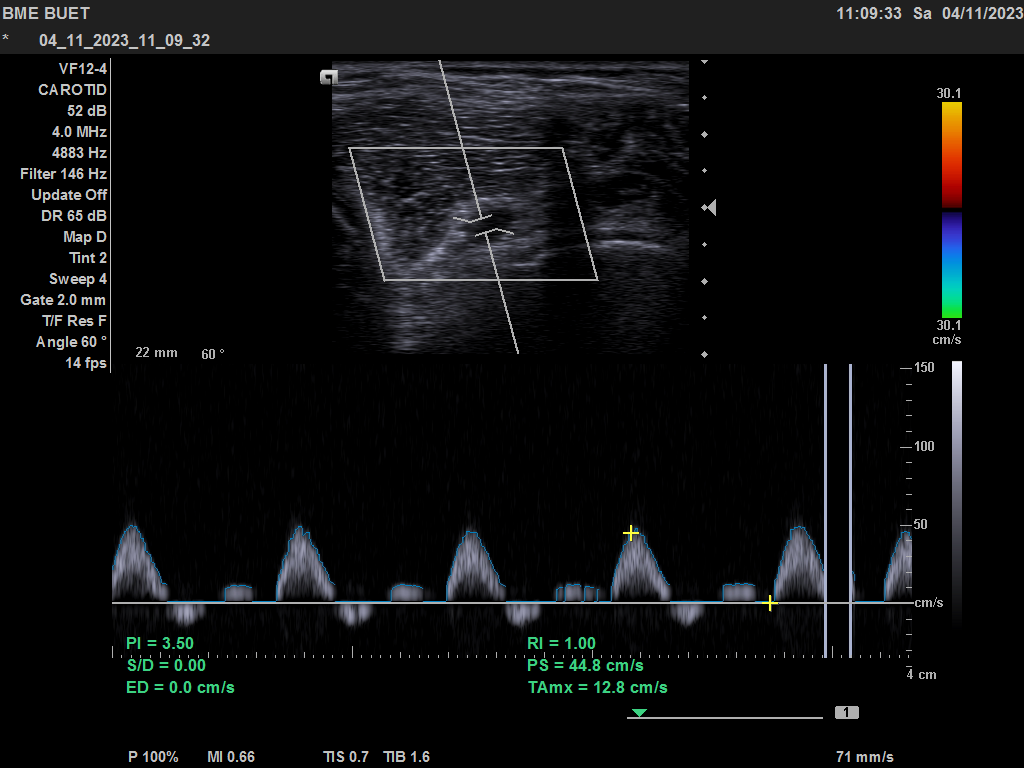 BME BUET
11:09:33 Sa 04/11/2023
* 04_11_2023_11_09_32
VF12-4
CAROTID
52 dB
4.0 MHz
4883 Hz
Filter 146 Hz
Update Off
DR 65 dB
Map D
Tint 2
Sweep 4
Gate 2.0 mm
T/F Res F
Angle 60 °
14 fps
22 mm 60 °
30.1
30.1
cm/s
150
100
50
cm/s
4 cm
PI = 3.50
S/D = 0.00
ED = 0.0 cm/s
RI = 1.00
PS = 44.8 cm/s
TAmx = 12.8 cm/s
1
P 100% MI 0.66 TIS 0.7 TIB 1.6 71 mm/s